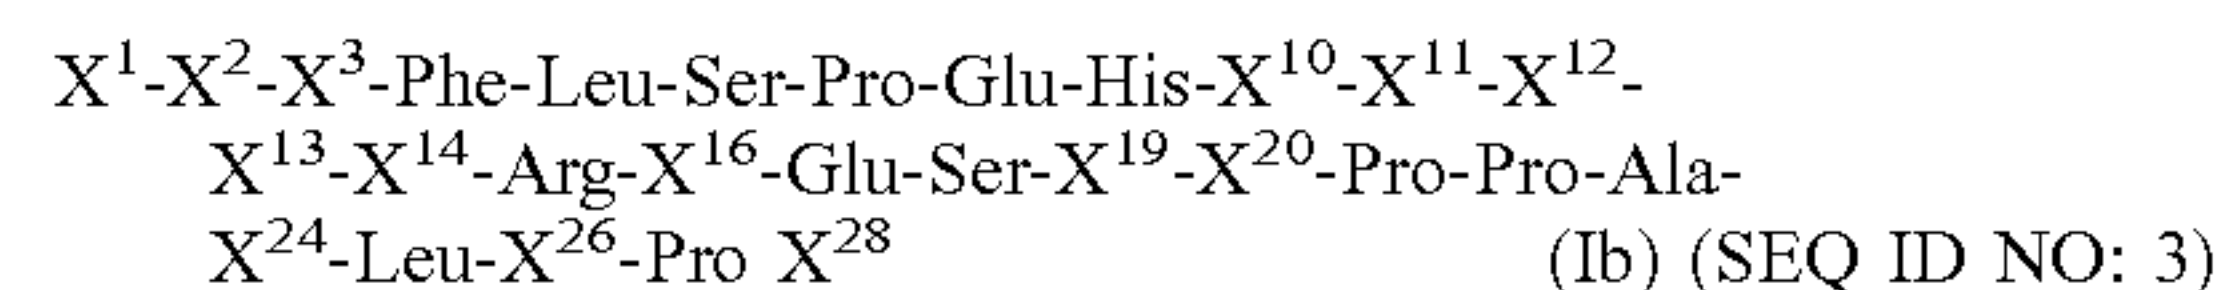 X¹-X²-X³-Phe-Leu-Ser-Pro-Glu-His-X¹⁰-X¹¹-X¹²-
X¹³-X¹⁴-Arg-X¹⁶-Glu-Ser-X¹⁹-X²⁰-Pro-Pro-Ala-
X²⁴-Leu-X²⁶-Pro X²⁸ (Ib) (SEQ ID NO: 3)